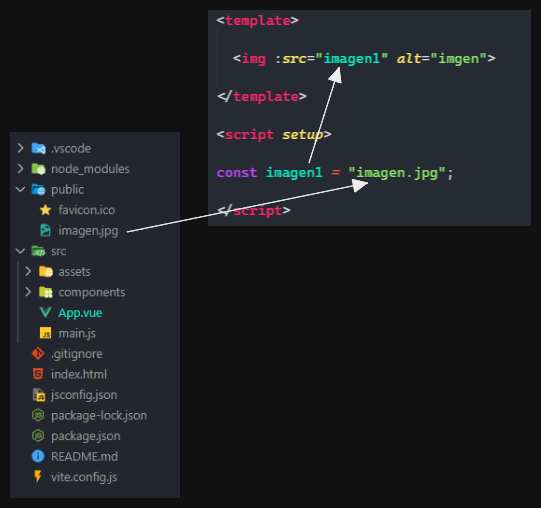 <template>
<img :src="imagen1" alt="imgen">
</template>
<script setup>
const imagen1 = "imagen.jpg";
</script>
.vscode
node_modules
public
favicon.ico
imagen.jpg
src
assets
components
App.vue
main.js
.gitignore
index.html
jsconfig.json
package-lock.json
package.json
README.md
vite.config.js